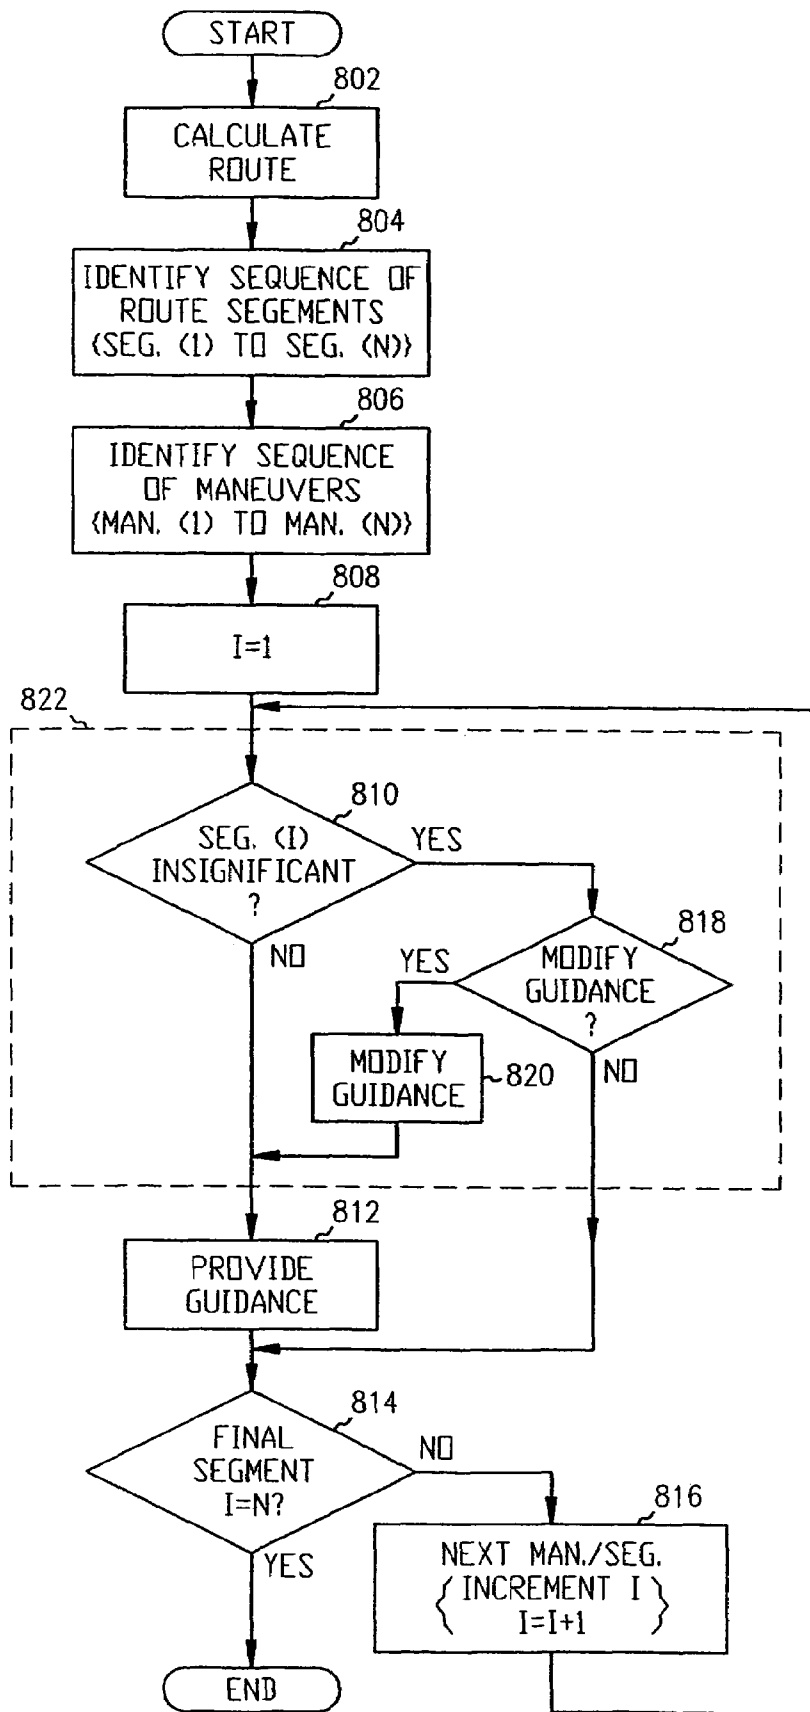 START
802
CALCULATE
ROUTE
804
IDENTIFY SEQUENCE OF
ROUTE SEGEMENTS
{SEG. (1) TO SEG. (N)}
806
IDENTIFY SEQUENCE
OF MANEUVERS
{MAN. (1) TO MAN. (N)}
808
I=1
822
810
SEG. (I)
INSIGNIFICANT
?
YES
NO
818
MODIFY
GUIDANCE
?
YES
NO
MODIFY
GUIDANCE
820
812
PROVIDE
GUIDANCE
814
FINAL
SEGMENT
I=N?
NO
YES
816
NEXT MAN./SEG.
{INCREMENT I
I=I+1}
END